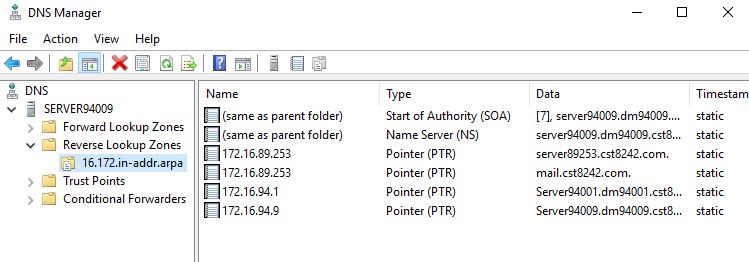 DNS Manager
File Action View Help
DNS
SERVER94009
Forward Lookup Zones
Reverse Lookup Zones
16.172.in-addr.arpa
Trust Points
Conditional Forwarders
Name Type Data Timestam
(same as parent folder) Start of Authority (SOA) [7], server94009.dm94009.... static
(same as parent folder) Name Server (NS) server94009.dm94009.cst8... static
172.16.89.253 Pointer (PTR) server89253.cst8242.com. static
172.16.89.253 Pointer (PTR) mail.cst8242.com. static
172.16.94.1 Pointer (PTR) Server94001.dm94001.cst8... static
172.16.94.9 Pointer (PTR) Server94009.dm94009.cst8... static